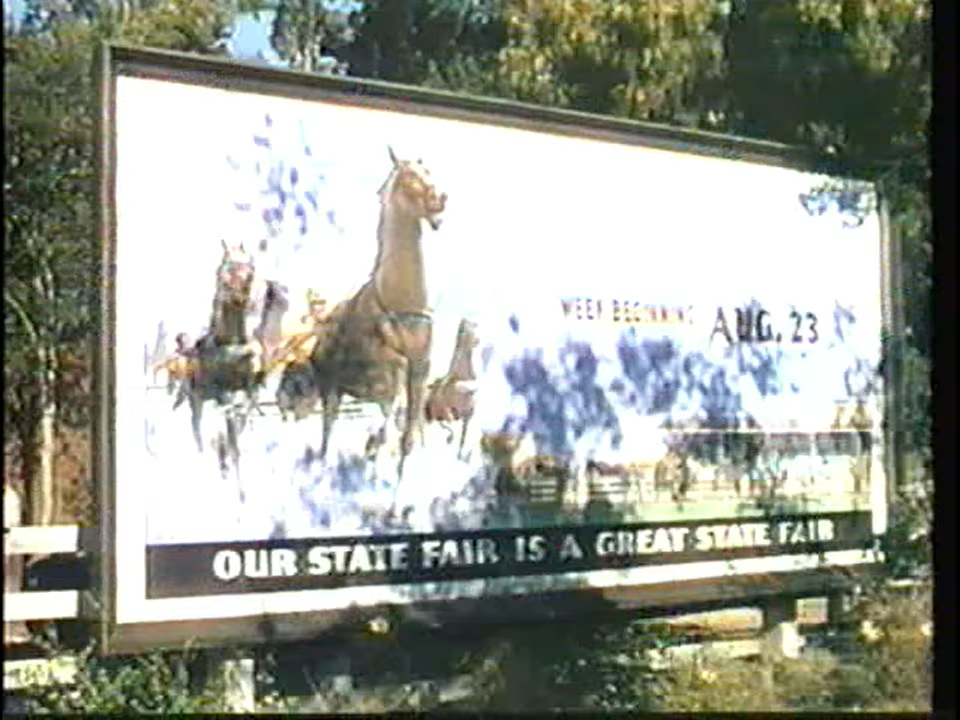 WEEK BEGINNING AUG. 23
OUR STATE FAIR IS A GREAT STATE FAIR